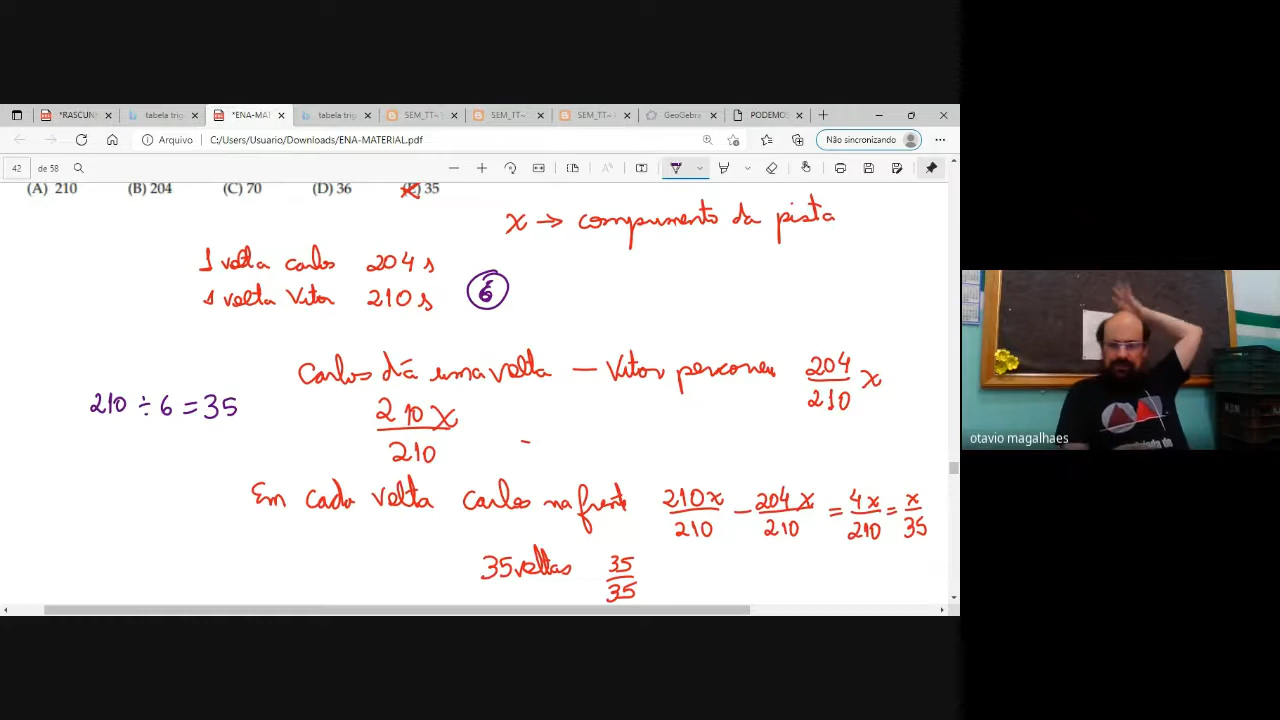 *RASCUN
tabela trig
*ENA-MAT
tabela trig
SEM_TT~
SEM_TT~
SEM_TT~
GeoGebra
PODEMOS
Arquivo C:/Users/Usuario/Downloads/ENA-MATERIAL.pdf
Não sincronizando
42 de 58
(A) 210 (B) 204 (C) 70 (D) 36 (E) 35
x → comprimento da pista
1 volta carlos 204 s
1 volta Vitor 210 s
6
Carlos dá uma volta — Vitor percorreu 204/210 x
210x/210 -
210 ÷ 6 = 35
Em cada volta carlos na frente 210x/210 - 204x/210 = 4x/210 = x/35
35 voltas 35/35
otavio magalhaes